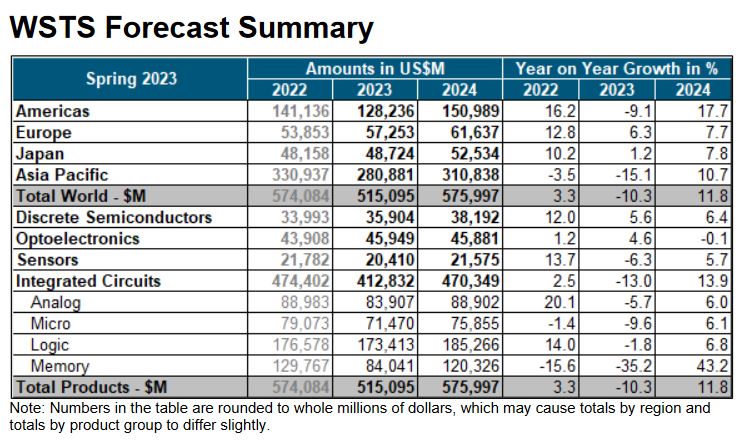 WSTS Forecast Summary
Spring 2023 Amounts in US$M Year on Year Growth in %
2022 2023 2024 2022 2023 2024
Americas 141,136 128,236 150,989 16.2 -9.1 17.7
Europe 53,853 57,253 61,637 12.8 6.3 7.7
Japan 48,158 48,724 52,534 10.2 1.2 7.8
Asia Pacific 330,937 280,881 310,838 -3.5 -15.1 10.7
Total World - $M 574,084 515,095 575,997 3.3 -10.3 11.8
Discrete Semiconductors 33,993 35,904 38,192 12.0 5.6 6.4
Optoelectronics 43,908 45,949 45,881 1.2 4.6 -0.1
Sensors 21,782 20,410 21,575 13.7 -6.3 5.7
Integrated Circuits 474,402 412,832 470,349 2.5 -13.0 13.9
Analog 88,983 83,907 88,902 20.1 -5.7 6.0
Micro 79,073 71,470 75,855 -1.4 -9.6 6.1
Logic 176,578 173,413 185,266 14.0 -1.8 6.8
Memory 129,767 84,041 120,326 -15.6 -35.2 43.2
Total Products - $M 574,084 515,095 575,997 3.3 -10.3 11.8
Note: Numbers in the table are rounded to whole millions of dollars, which may cause totals by region and
totals by product group to differ slightly.